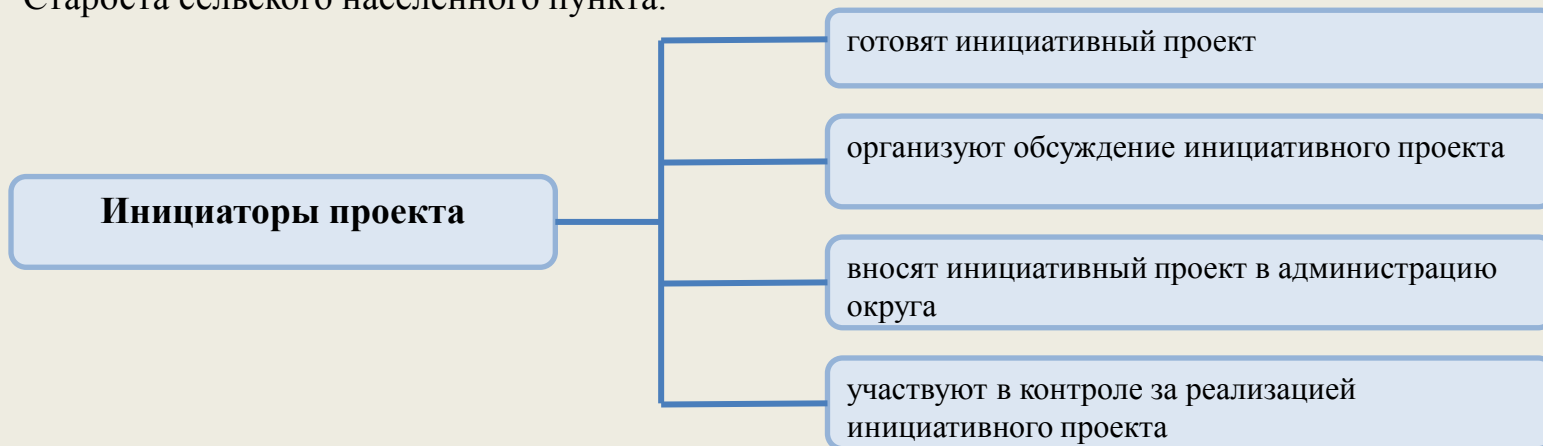 Староста сельского населенного пункта.
готовят инициативный проект
организуют обсуждение инициативного проекта
Инициаторы проекта
вносят инициативный проект в администрацию
округа
участвуют в контроле за реализацией
инициативного проекта